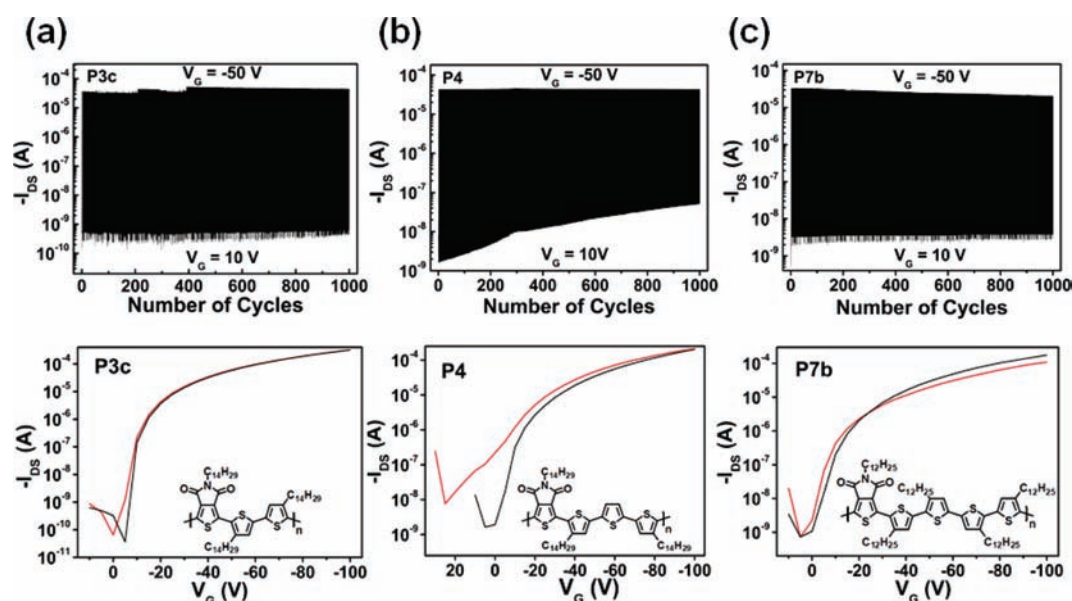 (a)
P3c
V_G = -50 V
V_G = 10 V
-I_DS (A)
10^-4
10^-5
10^-6
10^-7
10^-8
10^-9
10^-10
0 200 400 600 800 1000
Number of Cycles
(b)
P4
V_G = -50 V
V_G = 10V
-I_DS (A)
10^-4
10^-5
10^-6
10^-7
10^-8
10^-9
0 200 400 600 800 1000
Number of Cycles
(c)
P7b
V_G = -50 V
V_G = 10 V
-I_DS (A)
10^-4
10^-5
10^-6
10^-7
10^-8
10^-9
0 200 400 600 800 1000
Number of Cycles
P3c
-I_DS (A)
10^-4
10^-5
10^-6
10^-7
10^-8
10^-9
10^-10
10^-11
C14H29
O N O
C14H29
S S S n
C14H29
0 -20 -40 -60 -80 -100
V_G (V)
P4
-I_DS (A)
10^-4
10^-5
10^-6
10^-7
10^-8
10^-9
10^-10
C14H29
O N O
S
S S S n
C14H29 C14H29
20 0 -20 -40 -60 -80 -100
V_G (V)
P7b
-I_DS (A)
10^-4
10^-5
10^-6
10^-7
10^-8
10^-9
C12H25
O N O
C12H25 C12H25
S S S S S n
C12H25 C12H25
0 -20 -40 -60 -80 -100
V_G (V)